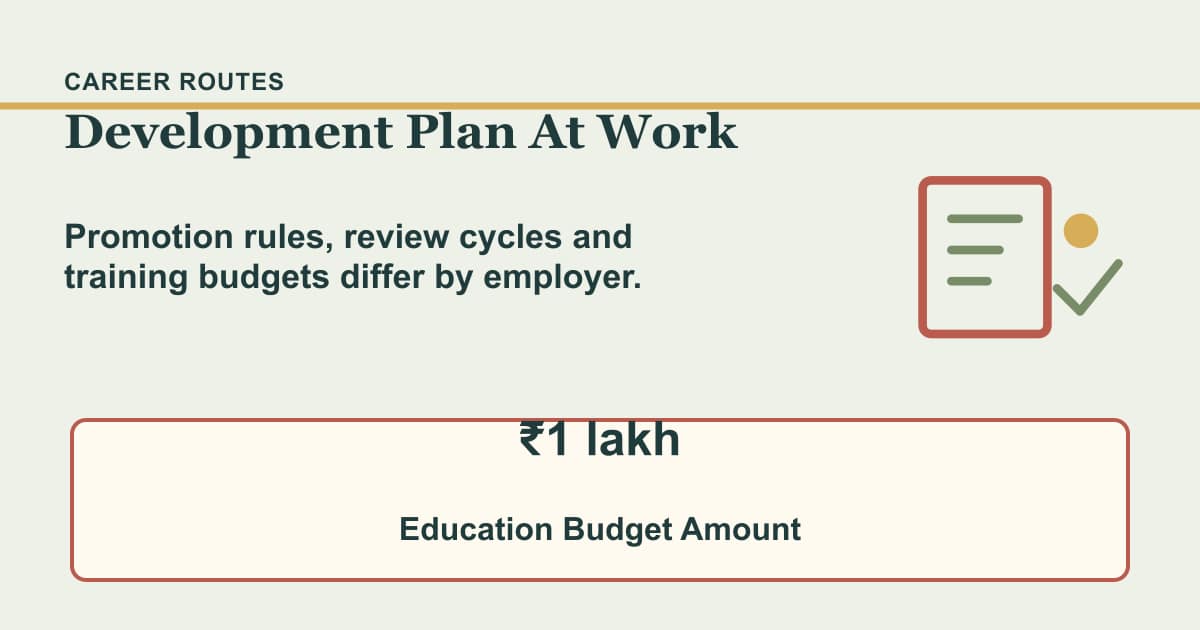 CAREER ROUTES
Development Plan At Work
Promotion rules, review cycles and
training budgets differ by employer.
₹1 lakh
Education Budget Amount